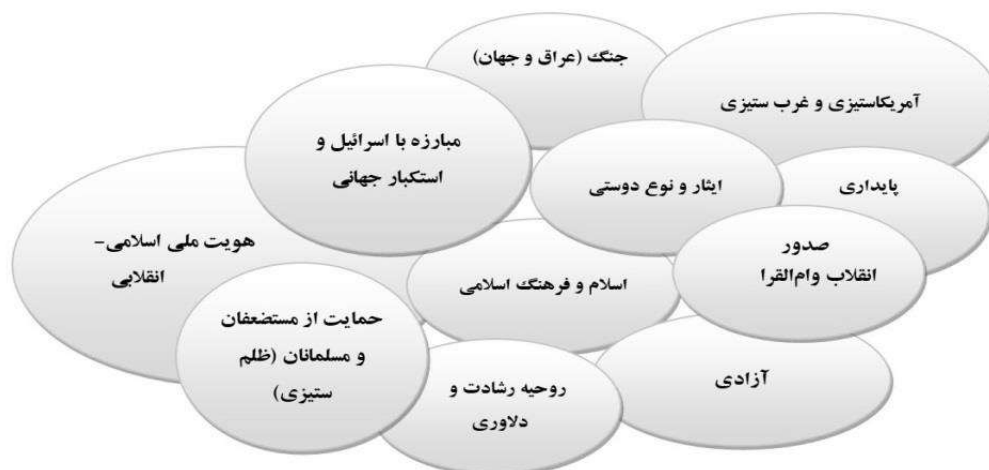 جنگ (عراق و جهان)
آمریکاستیزی و غرب ستیزی
مبارزه با اسرائیل و
استکبار جهانی
ایثار و نوع دوستی
پایداری
هویت ملی اسلامی-
انقلابی
صدور
انقلاب وام‌القرا
اسلام و فرهنگ اسلامی
حمایت از مستضعفان
و مسلمانان (ظلم
ستیزی)
روحیه رشادت و
دلاوری
آزادی